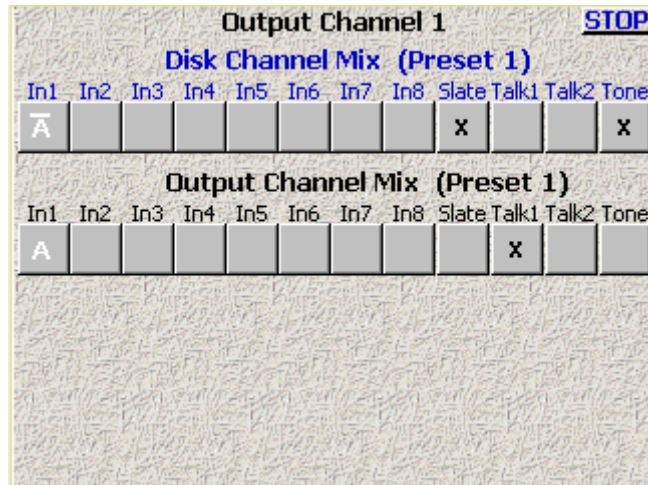 Output Channel 1 STOP
Disk Channel Mix (Preset 1)
In1 In2 In3 In4 In5 In6 In7 In8 Slate Talk1 Talk2 Tone
A̅ X X
Output Channel Mix (Preset 1)
In1 In2 In3 In4 In5 In6 In7 In8 Slate Talk1 Talk2 Tone
A X